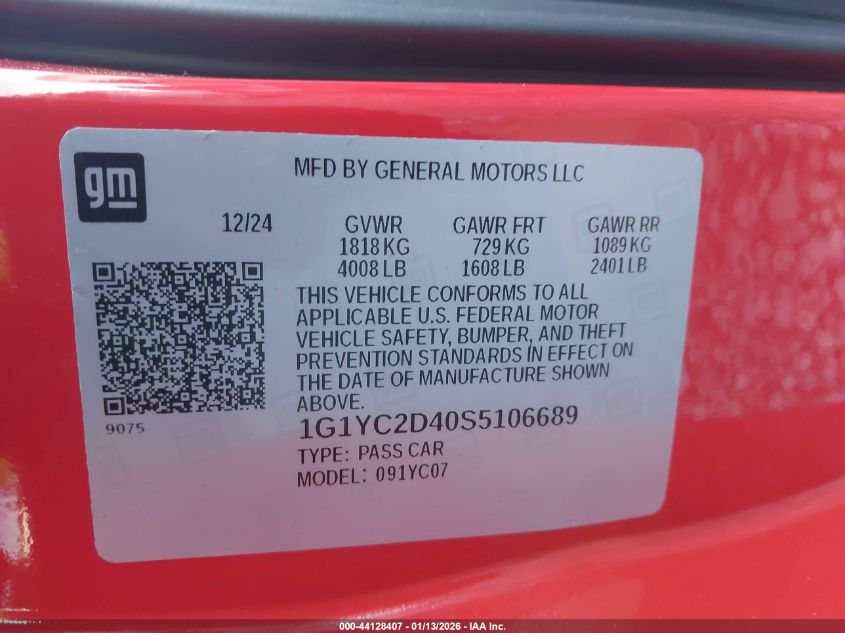 gm
MFD BY GENERAL MOTORS LLC
12/24 GVWR GAWR FRT GAWR RR
1818 KG 729 KG 1089 KG
4008 LB 1608 LB 2401 LB
THIS VEHICLE CONFORMS TO ALL
APPLICABLE U.S. FEDERAL MOTOR
VEHICLE SAFETY, BUMPER, AND THEFT
PREVENTION STANDARDS IN EFFECT ON
THE DATE OF MANUFACTURE SHOWN
ABOVE.
9075
1G1YC2D40S5106689
TYPE: PASS CAR
MODEL: 091YC07
000-44128407 - 01/13/2026 - IAA Inc.